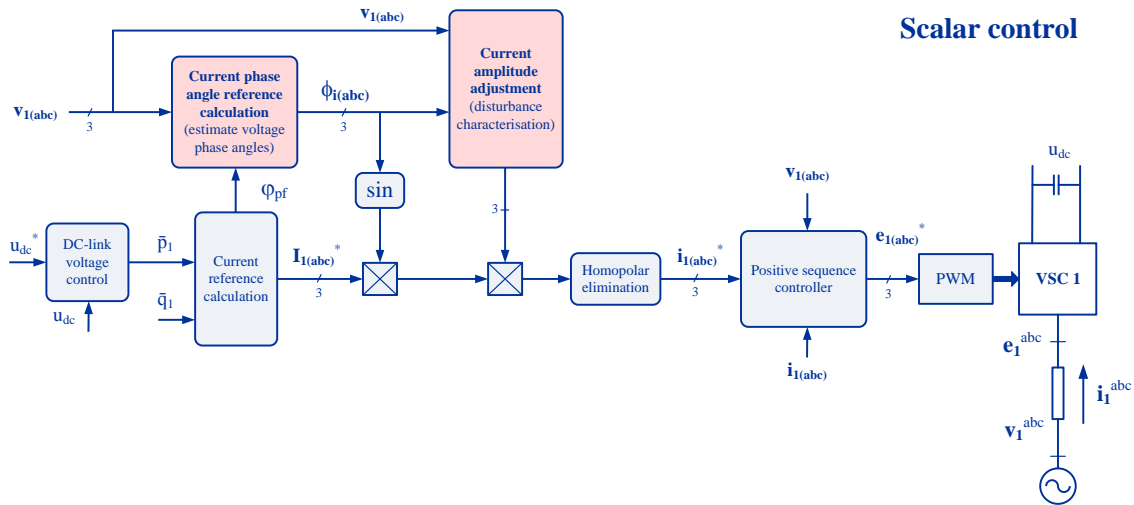 Scalar control
v1(abc)
v1(abc)
3
Current phase
angle reference
calculation
(estimate voltage
phase angles)
ϕi(abc)
3
Current
amplitude
adjustment
(disturbance
characterisation)
sin
3
φpf
udc*
DC-link
voltage
control
udc
p̄1
q̄1
Current
reference
calculation
I1(abc)*
3
Homopolar
elimination
i1(abc)*
3
v1(abc)
Positive sequence
controller
i1(abc)
e1(abc)*
3
PWM
udc
VSC 1
e1abc
i1abc
v1abc